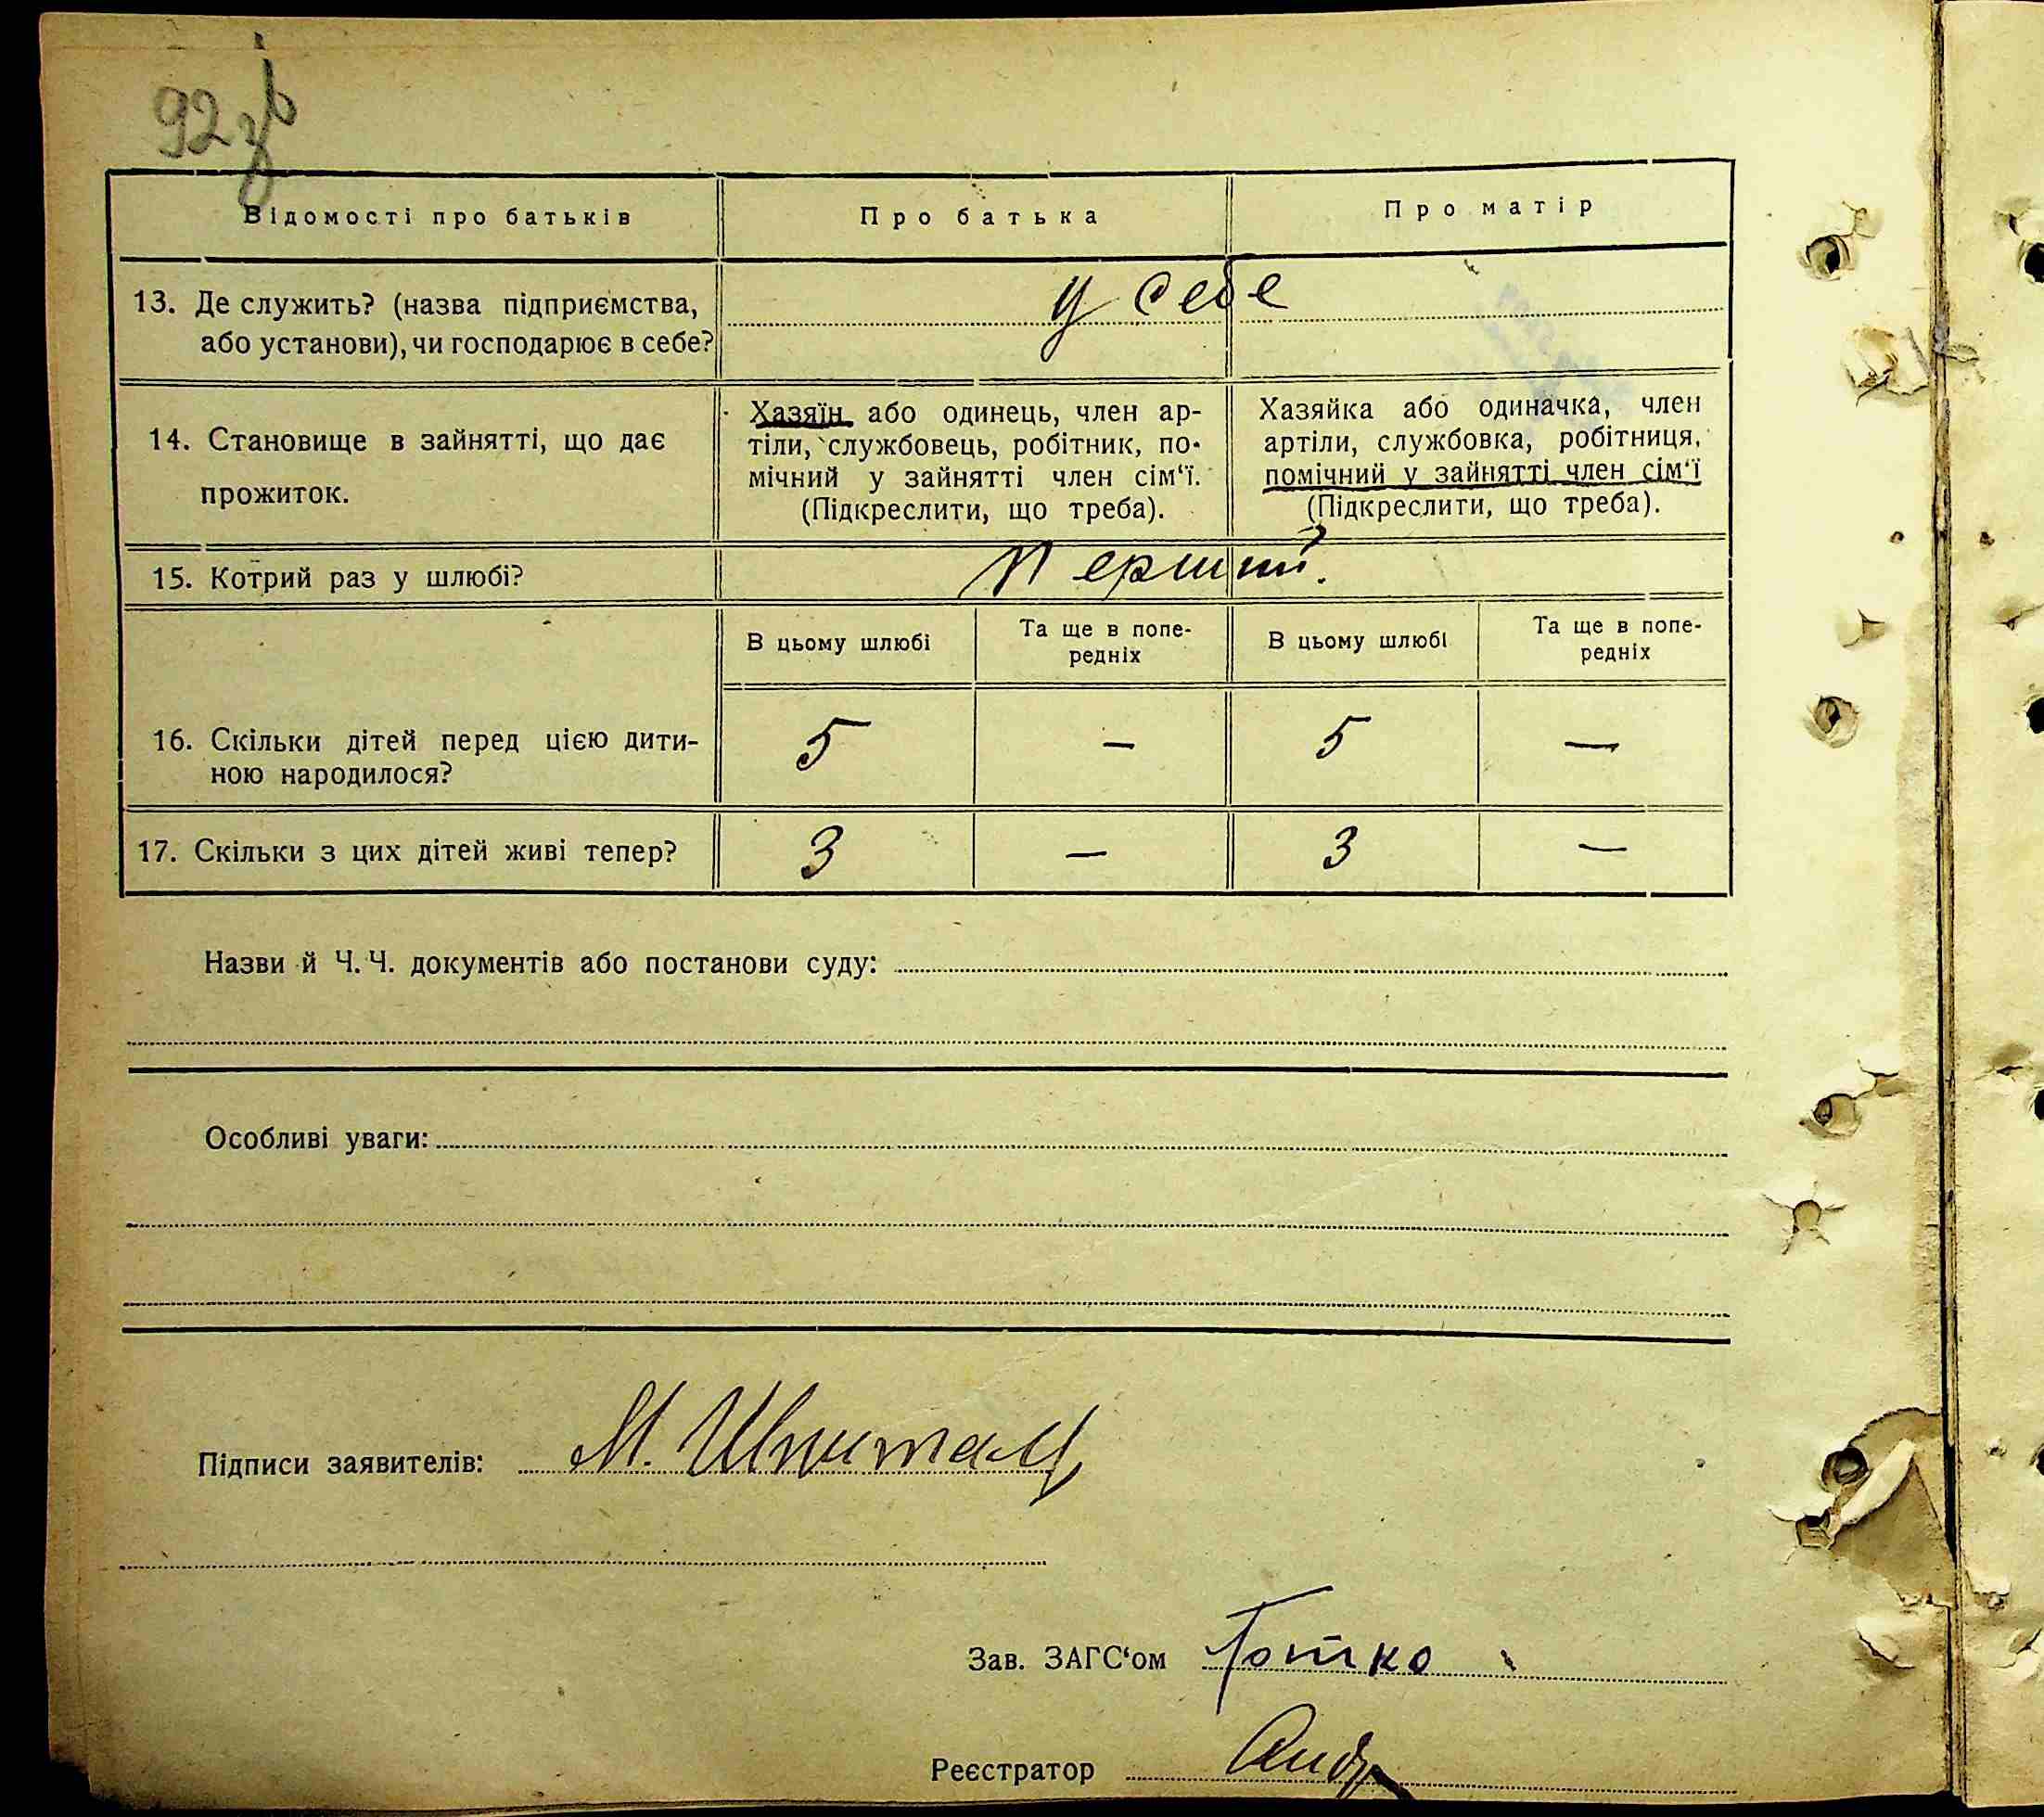 92 зв
Відомості про батьків
Про батька
Про матір
13. Де служить? (назва підприємства,
або установи), чи господарює в себе?
у себе
14. Становище в зайнятті, що дає
прожиток.
Хазяїн або одинець, член ар-
тіли, службовець, робітник, по-
мічний у зайнятті член сім‘ї.
(Підкреслити, що треба).
Хазяйка або одиначка, член
артіли, службовка, робітниця,
помічний у зайнятті член сім‘ї
(Підкреслити, що треба).
15. Котрий раз у шлюбі?
Перший.
В цьому шлюбі
Та ще в попе-
редніх
В цьому шлюбі
Та ще в попе-
редніх
16. Скільки дітей перед цією дити-
ною народилося?
5 — 5 —
17. Скільки з цих дітей живі тепер?
3 — 3 —
Назви й Ч. Ч. документів або постанови суду:
Особливі уваги:
Підписи заявителів: М. Шпиталь
Зав. ЗАГС‘ом
Реєстратор